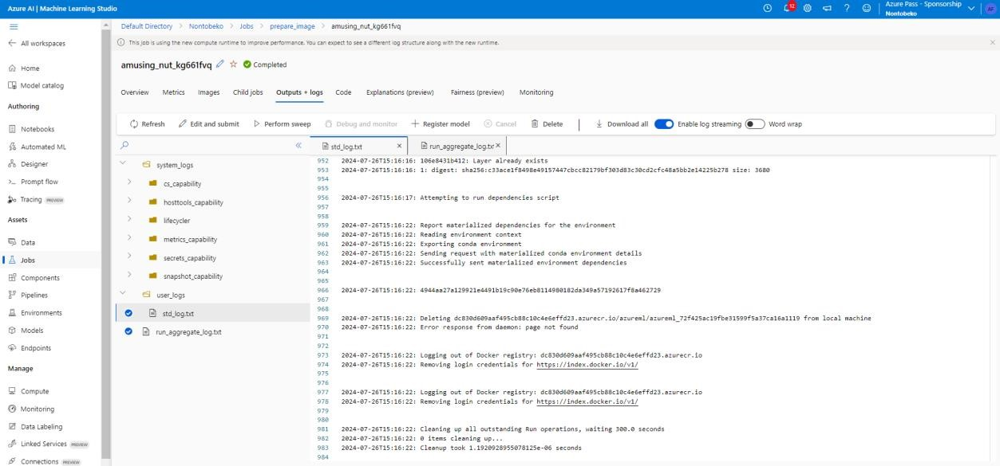 Azure AI | Machine Learning Studio
12
Azure Pass - Sponsorship
Nontobeko
AF
All workspaces
Home
Model catalog
Authoring
Notebooks
Automated ML
Designer
Prompt flow
Tracing PREVIEW
Assets
Data
Jobs
Components
Pipelines
Environments
Models
Endpoints
Manage
Compute
Monitoring
Data Labeling
Linked Services PREVIEW
Connections PREVIEW
Default Directory > Nontobeko > Jobs > prepare_image > amusing_nut_kg661fvq
This job is using the new compute runtime to improve performance. You can expect to see a different log structure along with the new runtime.
amusing_nut_kg661fvq Completed
Overview Metrics Images Child jobs Outputs + logs Code Explanations (preview) Fairness (preview) Monitoring
Refresh Edit and submit Perform sweep Debug and monitor Register model Cancel Delete Download all Enable log streaming Word wrap
system_logs
cs_capability
hosttools_capability
lifecycler
metrics_capability
secrets_capability
snapshot_capability
user_logs
std_log.txt
run_aggregate_log.txt
std_log.txt run_aggregate_log.txt
952 2024-07-26T15:16:16: 106e8431b412: Layer already exists
953 2024-07-26T15:16:16: 1: digest: sha256:c33ace1f8498e49157447cbcc82179bf303d83c30cd2cfc48a5bb2e14225b278 size: 3680
954
955
956 2024-07-26T15:16:17: Attempting to run dependencies script
957
958
959 2024-07-26T15:16:22: Report materialized dependencies for the environment
960 2024-07-26T15:16:22: Reading environment context
961 2024-07-26T15:16:22: Exporting conda environment
962 2024-07-26T15:16:22: Sending request with materialized conda environment details
963 2024-07-26T15:16:22: Successfully sent materialized environment dependencies
964
965
966 2024-07-26T15:16:22: 4944aa27a129921e4491b19c90e76eb8114980182da349a57192617f8a462729
967
968
969 2024-07-26T15:16:22: Deleting dc830d609aaf495cb88c10c4e6effd23.azurecr.io/azureml/azureml_72f425ac19fbe31599f5a37ca16a1119 from local machine
970 2024-07-26T15:16:22: Error response from daemon: page not found
971
972
973 2024-07-26T15:16:22: Logging out of Docker registry: dc830d609aaf495cb88c10c4e6effd23.azurecr.io
974 2024-07-26T15:16:22: Removing login credentials for https://index.docker.io/v1/
975
976
977 2024-07-26T15:16:22: Logging out of Docker registry: dc830d609aaf495cb88c10c4e6effd23.azurecr.io
978 2024-07-26T15:16:22: Removing login credentials for https://index.docker.io/v1/
979
980
981 2024-07-26T15:16:22: Cleaning up all outstanding Run operations, waiting 300.0 seconds
982 2024-07-26T15:16:22: 0 items cleaning up...
983 2024-07-26T15:16:22: Cleanup took 1.1920928955078125e-06 seconds
984